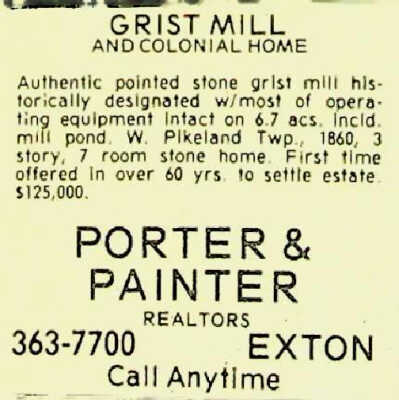 GRIST MILL
AND COLONIAL HOME
Authentic pointed stone grist mill his-
torically designated w/most of opera-
ting equipment intact on 6.7 acs. incld.
mill pond. W. Pikeland Twp., 1860, 3
story, 7 room stone home. First time
offered in over 60 yrs. to settle estate.
$125,000.
PORTER &
PAINTER
REALTORS
363-7700 EXTON
Call Anytime